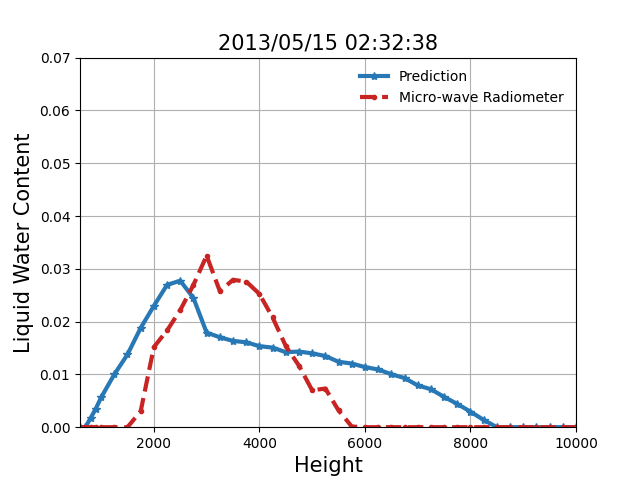 2013/05/15 02:32:38
Prediction
Micro-wave Radiometer
Liquid Water Content
0.07
0.06
0.05
0.04
0.03
0.02
0.01
0.00
2000 4000 6000 8000 10000
Height